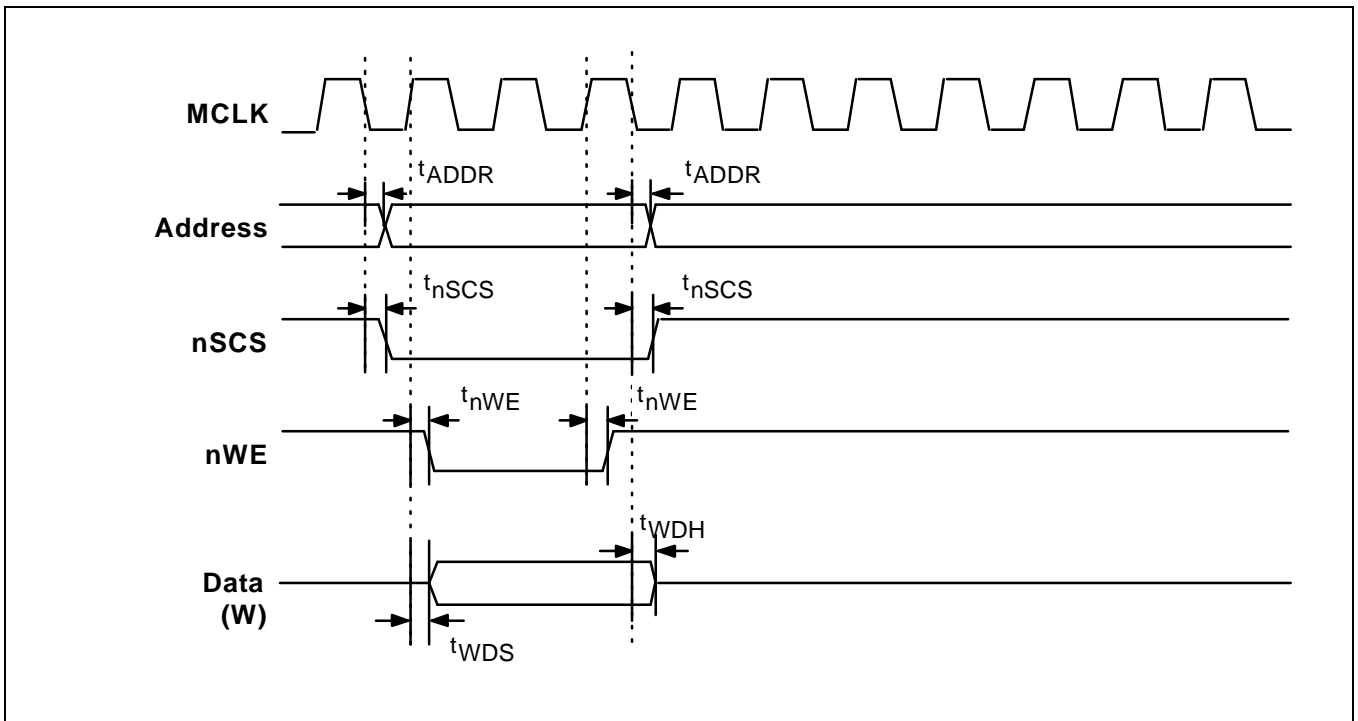 MCLK
tADDR tADDR
Address
tnSCS tnSCS
nSCS
tnWE tnWE
nWE
tWDH
Data
(W)
tWDS